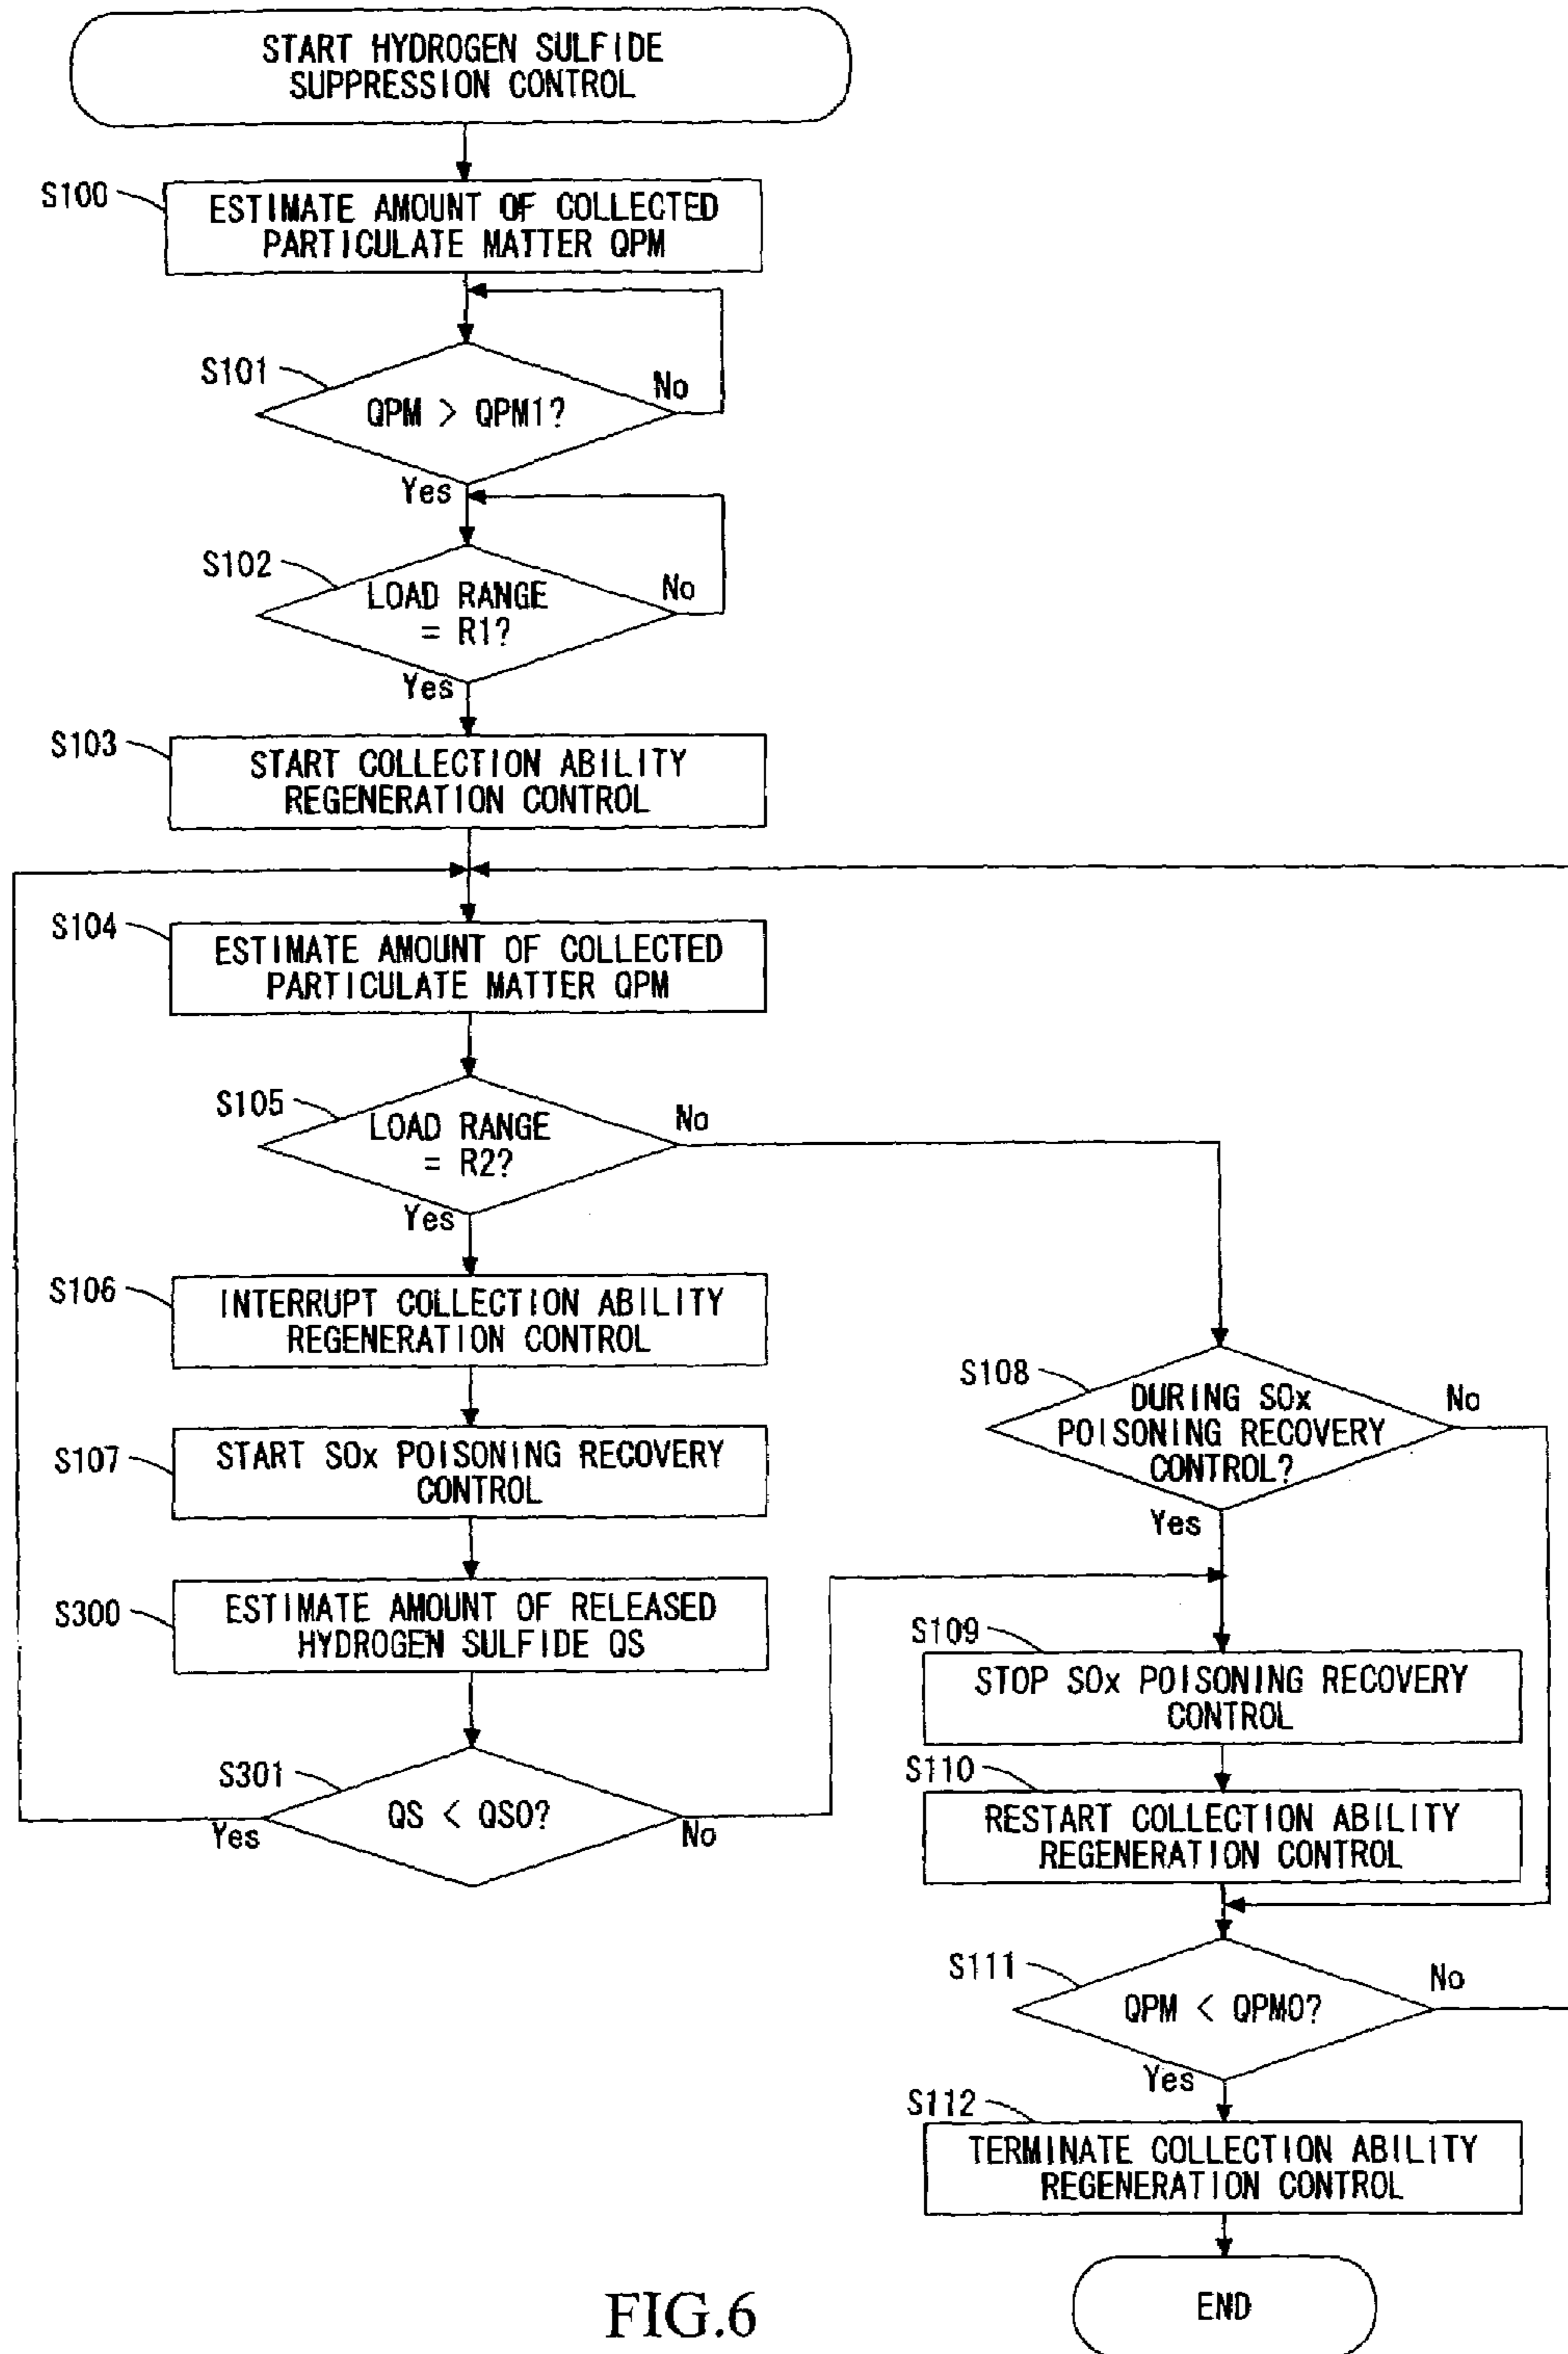 START HYDROGEN SULFIDE
SUPPRESSION CONTROL
S100
ESTIMATE AMOUNT OF COLLECTED
PARTICULATE MATTER QPM
S101
QPM > QPM1?
No
Yes
S102
LOAD RANGE
= R1?
No
Yes
S103
START COLLECTION ABILITY
REGENERATION CONTROL
S104
ESTIMATE AMOUNT OF COLLECTED
PARTICULATE MATTER QPM
S105
LOAD RANGE
= R2?
No
Yes
S106
INTERRUPT COLLECTION ABILITY
REGENERATION CONTROL
S107
START SOx POISONING RECOVERY
CONTROL
S300
ESTIMATE AMOUNT OF RELEASED
HYDROGEN SULFIDE QS
S301
QS < QS0?
Yes
No
S108
DURING SOx
POISONING RECOVERY
CONTROL?
No
Yes
S109
STOP SOx POISONING RECOVERY
CONTROL
S110
RESTART COLLECTION ABILITY
REGENERATION CONTROL
S111
QPM < QPM0?
No
Yes
S112
TERMINATE COLLECTION ABILITY
REGENERATION CONTROL
END
FIG.6